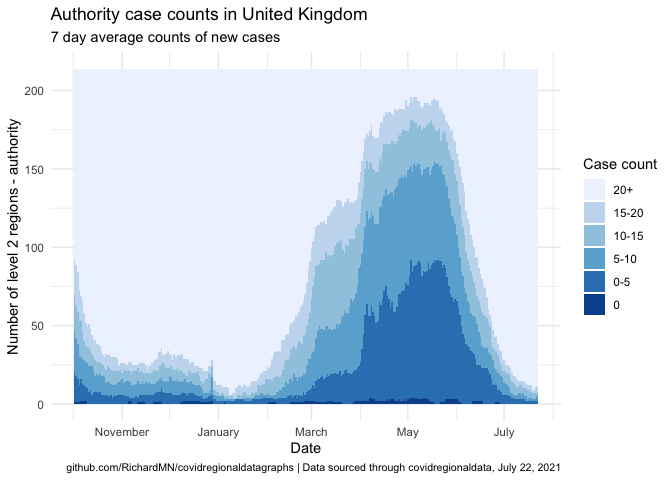 Authority case counts in United Kingdom
7 day average counts of new cases
Number of level 2 regions - authority
200
150
100
50
0
November
January
March
May
July
Date
Case count
20+
15-20
10-15
5-10
0-5
0
github.com/RichardMN/covidregionaldatagraphs | Data sourced through covidregionaldata, July 22, 2021